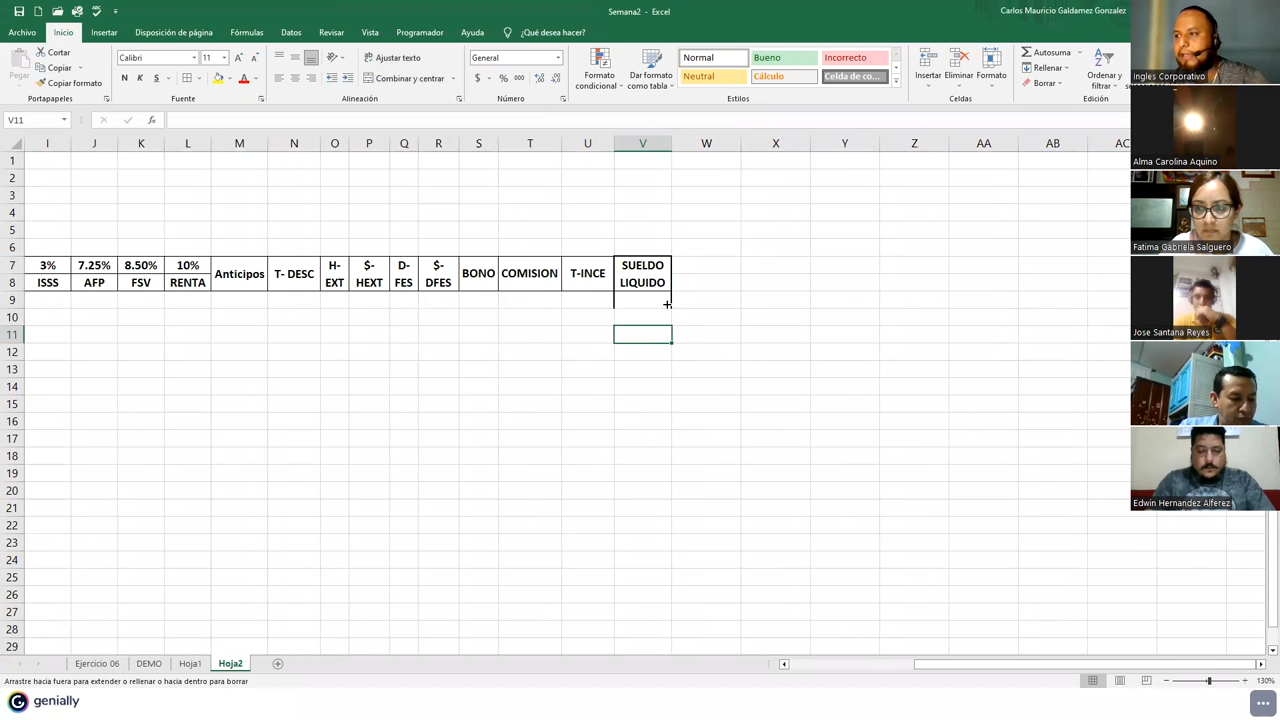 Semana2 - Excel
Carlos Mauricio Galdamez Gonzalez
Archivo Inicio Insertar Disposición de página Fórmulas Datos Revisar Vista Programador Ayuda ¿Qué desea hacer?
Pegar
Cortar
Copiar
Copiar formato
Portapapeles
Calibri 11
N K S
Fuente
Ajustar texto
Combinar y centrar
Alineación
General
$ % 000
Número
Formato condicional
Dar formato como tabla
Normal Bueno Incorrecto
Neutral Cálculo Celda de co...
Estilos
Insertar Eliminar Formato
Celdas
Autosuma
Rellenar
Borrar
Ordenar y
filtrar
Edición
V11
fx
I J K L M N O P Q R S T U V W X Y Z AA AB AC
1
2
3
4
5
6
7 3% 7.25% 8.50% 10% Anticipos T- DESC H- $- D- $- BONO COMISION T-INCE SUELDO
8 ISSS AFP FSV RENTA EXT HEXT FES DFES LIQUIDO
9
10
11
12
13
14
15
16
17
18
19
20
21
22
23
24
25
26
27
28
29
Ejercicio 06 DEMO Hoja1 Hoja2
Arrastre hacia fuera para extender o rellenar o hacia dentro para borrar
130%
genially
Ingles Corporativo
Alma Carolina Aquino
Fatima Gabriela Salguero
Jose Santana Reyes
Edwin Hernandez Alferez